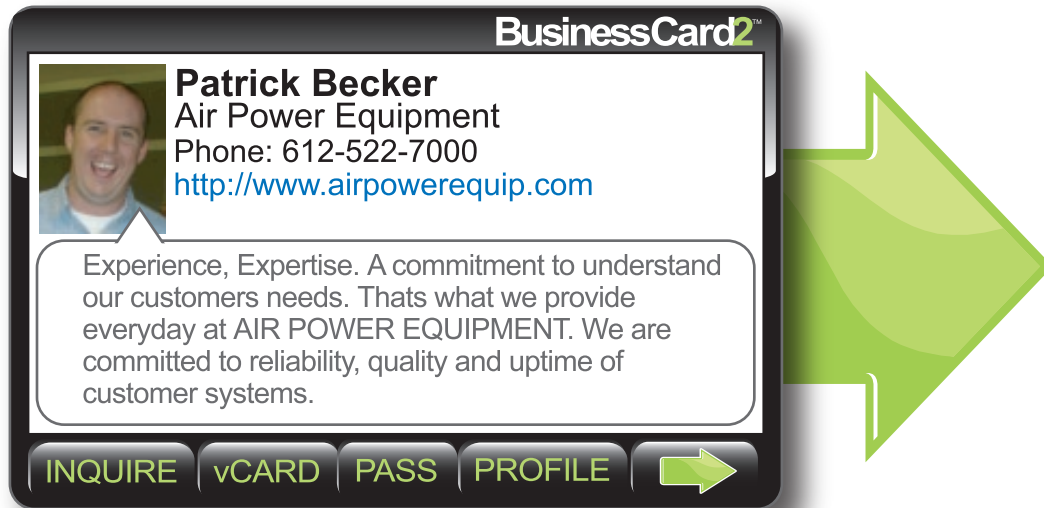 BusinessCard2™
Patrick Becker
Air Power Equipment
Phone: 612-522-7000
http://www.airpowerequip.com
Experience, Expertise. A commitment to understand
our customers needs. Thats what we provide
everyday at AIR POWER EQUIPMENT. We are
committed to reliability, quality and uptime of
customer systems.
INQUIRE vCARD PASS PROFILE